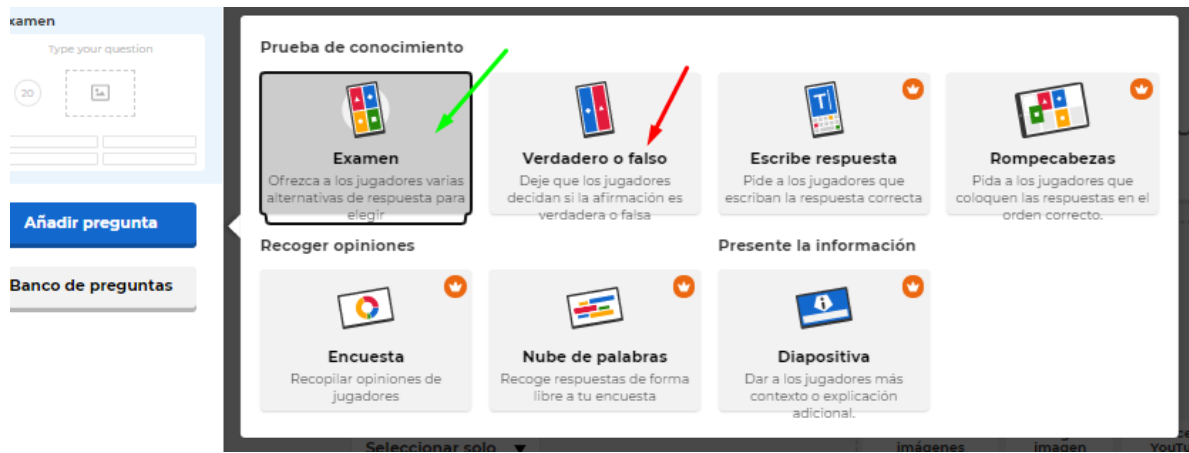 xamen
Type your question
20
Añadir pregunta
Banco de preguntas
Prueba de conocimiento
Examen
Ofrezca a los jugadores varias
alternativas de respuesta para
elegir
Verdadero o falso
Deje que los jugadores
decidan si la afirmación es
verdadera o falsa
Escribe respuesta
Pide a los jugadores que
escriban la respuesta correcta
Rompecabezas
Pida a los jugadores que
coloquen las respuestas en el
orden correcto.
Recoger opiniones
Presente la información
Encuesta
Recopilar opiniones de
jugadores
Nube de palabras
Recoge respuestas de forma
libre a tu encuesta
Diapositiva
Dar a los jugadores más
contexto o explicación
adicional.
Seleccionar solo
imágenes
imagen
YouTu